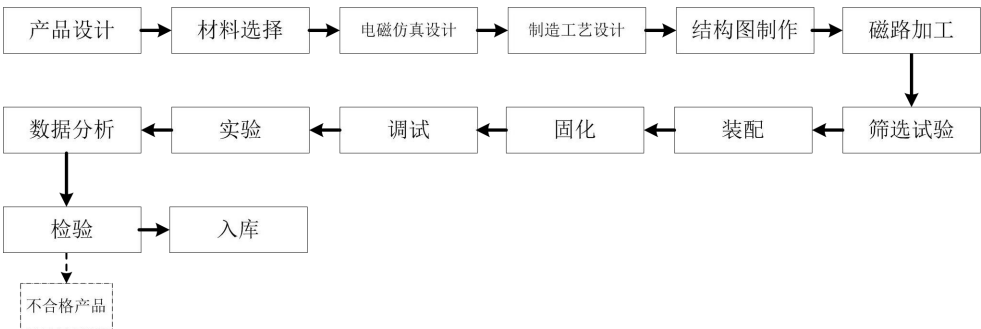 产品设计
材料选择
电磁仿真设计
制造工艺设计
结构图制作
磁路加工
筛选试验
装配
固化
调试
实验
数据分析
检验
入库
不合格产品